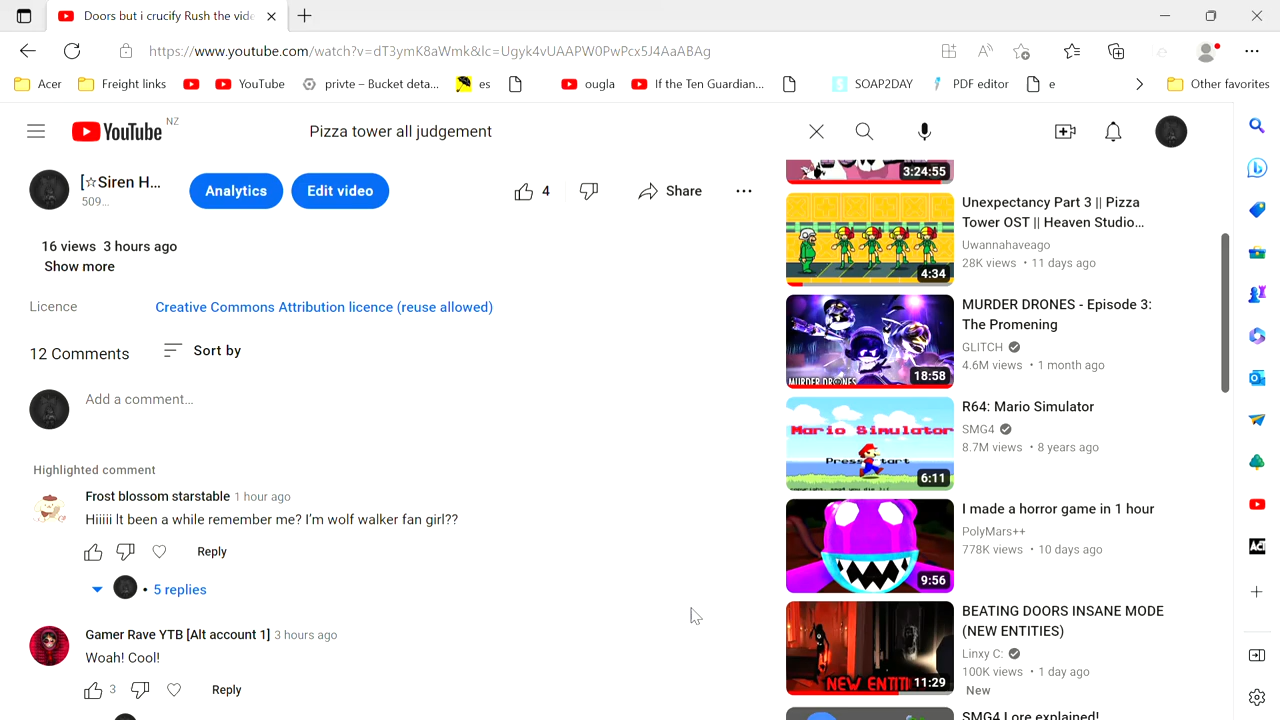 Doors but i crucify Rush the vide
https://www.youtube.com/watch?v=dT3ymK8aWmk&lc=Ugyk4vUAAPW0PwPcx5J4AaABAg
Acer
Freight links
YouTube
privte – Bucket deta...
es
ougla
If the Ten Guardian...
SOAP2DAY
PDF editor
e
Other favorites
YouTube NZ
Pizza tower all judgement
[☆Siren H...
509...
Analytics
Edit video
4
Share
16 views 3 hours ago
Show more
Licence
Creative Commons Attribution licence (reuse allowed)
12 Comments
Sort by
Add a comment...
Highlighted comment
Frost blossom starstable 1 hour ago
Hiiiii It been a while remember me? I'm wolf walker fan girl??
Reply
• 5 replies
Gamer Rave YTB [Alt account 1] 3 hours ago
Woah! Cool!
3
Reply
3:24:55
Unexpectancy Part 3 || Pizza
Tower OST || Heaven Studio...
Uwannahaveago
28K views • 11 days ago
4:34
MURDER DRONES - Episode 3:
The Promening
GLITCH
4.6M views • 1 month ago
MURDER DRONES
18:58
R64: Mario Simulator
SMG4
8.7M views • 8 years ago
Mario Simulator
Press Start
6:11
I made a horror game in 1 hour
PolyMars++
778K views • 10 days ago
9:56
BEATING DOORS INSANE MODE
(NEW ENTITIES)
Linxy C:
100K views • 1 day ago
New
NEW ENTITI
11:29
SMG4 Lore explained!